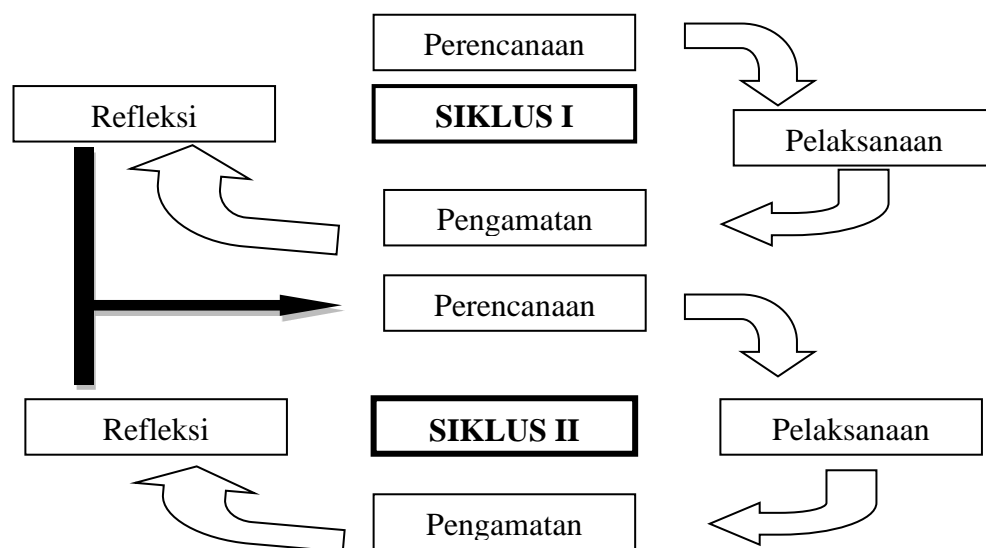 Perencanaan
Refleksi
SIKLUS I
Pelaksanaan
Pengamatan
Perencanaan
Refleksi
SIKLUS II
Pelaksanaan
Pengamatan